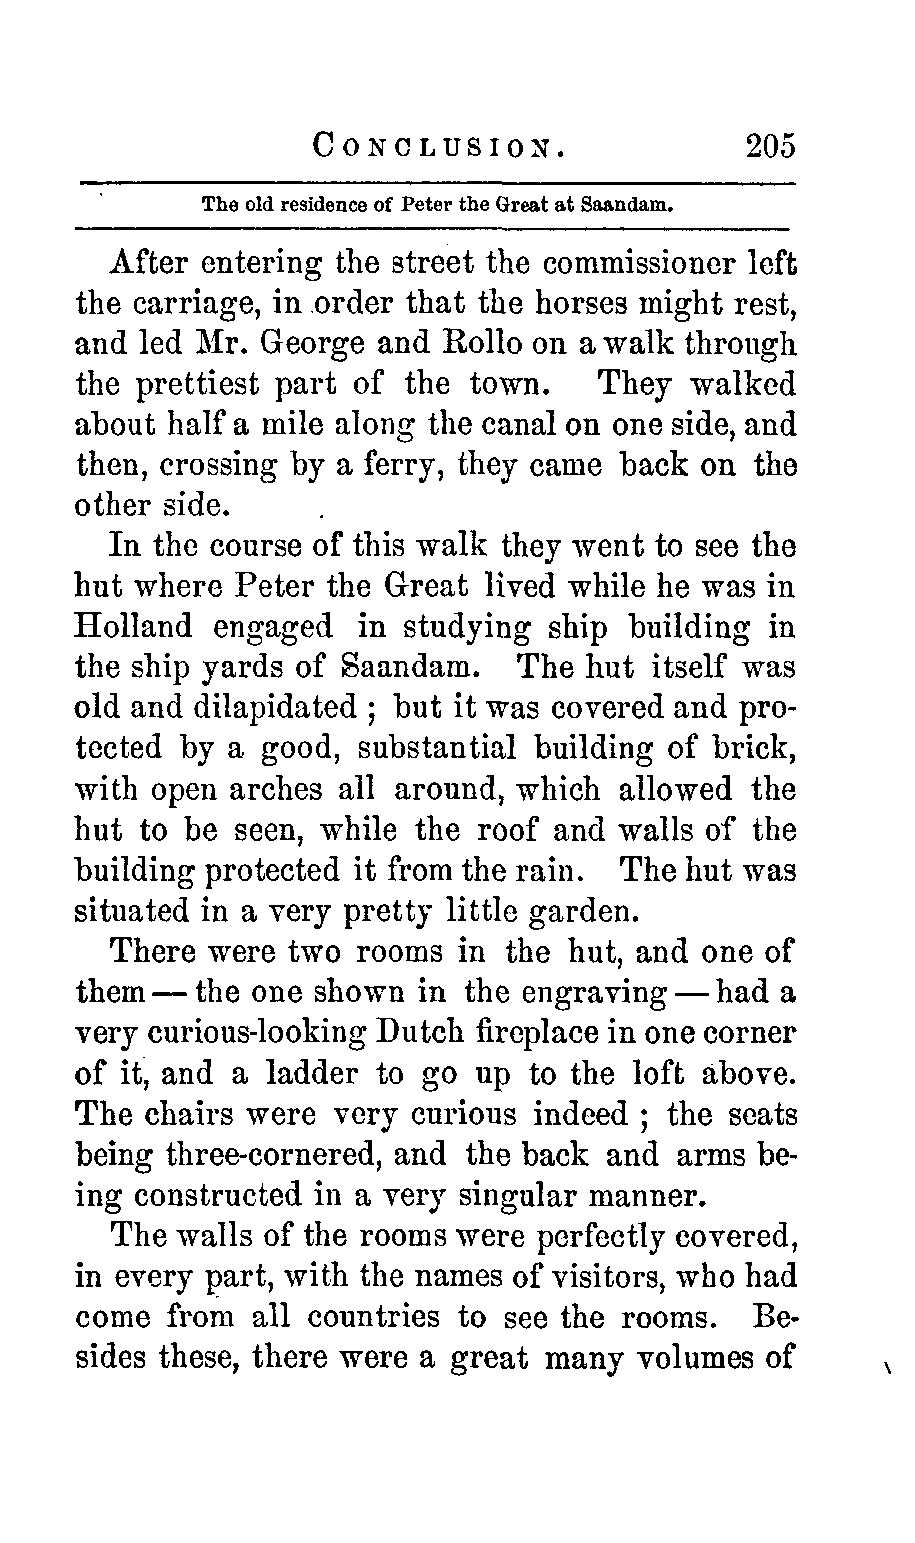 CONCLUSION. 205
The old residence of Peter the Great at Saandam.
After entering the street the commissioner left
the carriage, in order that the horses might rest,
and led Mr. George and Rollo on a walk through
the prettiest part of the town. They walked
about half a mile along the canal on one side, and
then, crossing by a ferry, they came back on the
other side.
In the course of this walk they went to see the
hut where Peter the Great lived while he was in
Holland engaged in studying ship building in
the ship yards of Saandam. The hut itself was
old and dilapidated ; but it was covered and pro-
tected by a good, substantial building of brick,
with open arches all around, which allowed the
hut to be seen, while the roof and walls of the
building protected it from the rain. The hut was
situated in a very pretty little garden.
There were two rooms in the hut, and one of
them — the one shown in the engraving — had a
very curious-looking Dutch fireplace in one corner
of it, and a ladder to go up to the loft above.
The chairs were very curious indeed ; the seats
being three-cornered, and the back and arms be-
ing constructed in a very singular manner.
The walls of the rooms were perfectly covered,
in every part, with the names of visitors, who had
come from all countries to see the rooms. Be-
sides these, there were a great many volumes of